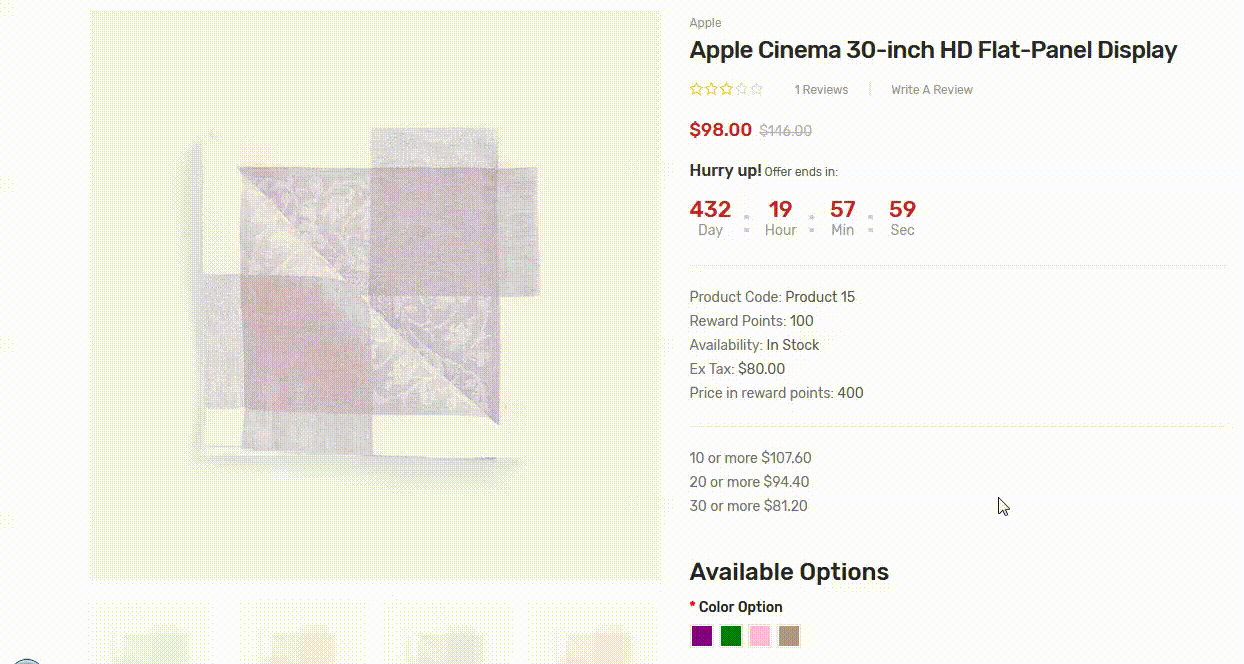 Apple
Apple Cinema 30-inch HD Flat-Panel Display
1 Reviews | Write A Review
$98.00 $146.00
Hurry up! Offer ends in:
432 : 19 : 57 : 59
Day Hour Min Sec
Product Code: Product 15
Reward Points: 100
Availability: In Stock
Ex Tax: $80.00
Price in reward points: 400
10 or more $107.60
20 or more $94.40
30 or more $81.20
Available Options
* Color Option